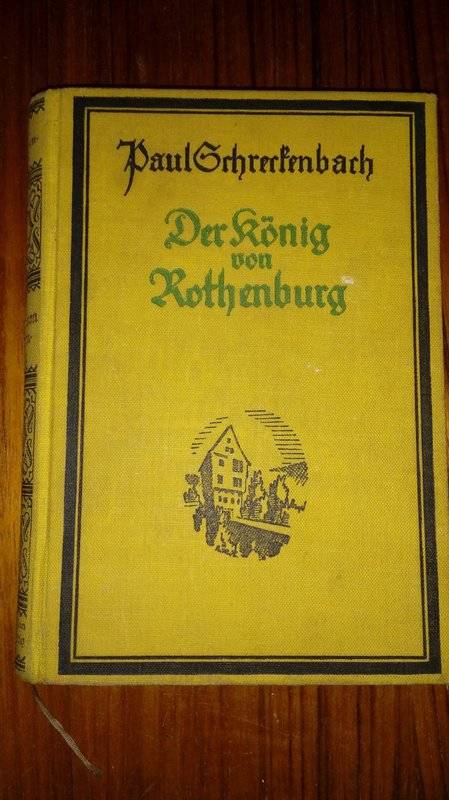 Paul Schreckenbach
Der König
von
Rothenburg